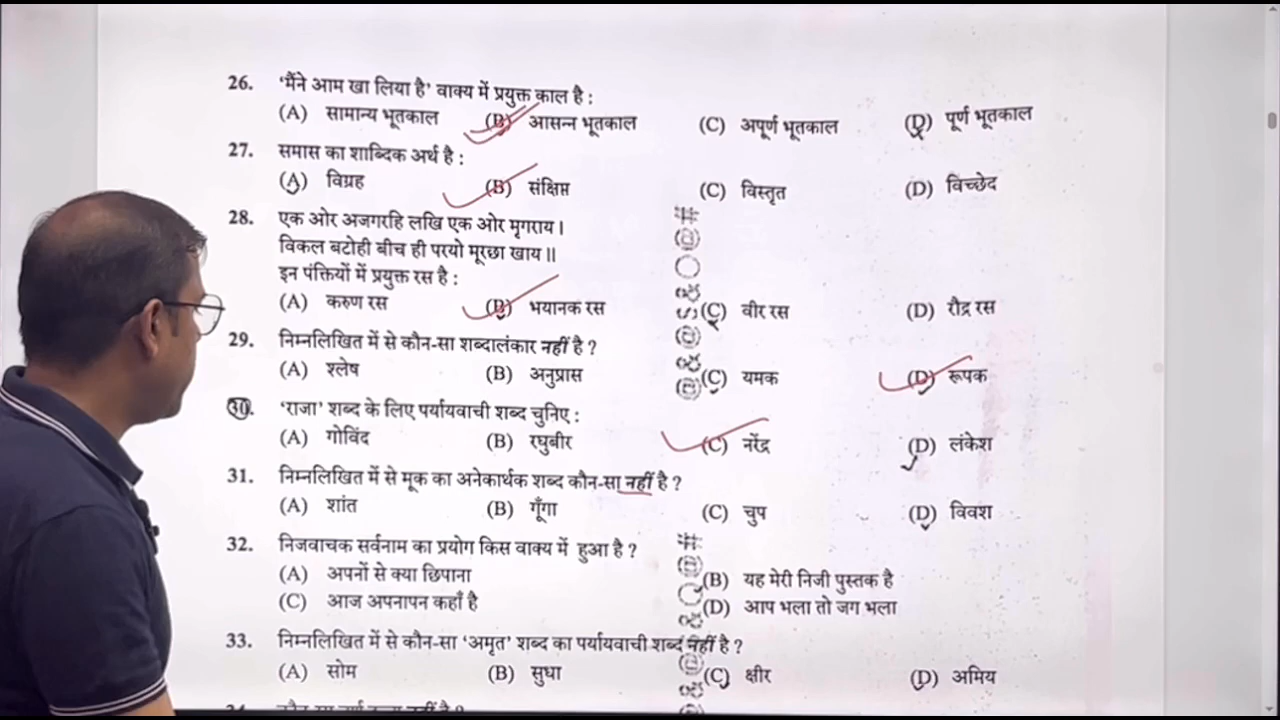 26. 'मैंने आम खा लिया है' वाक्य में प्रयुक्त काल है :
(A) सामान्य भूतकाल (B) आसन्न भूतकाल (C) अपूर्ण भूतकाल (D) पूर्ण भूतकाल
27. समास का शाब्दिक अर्थ है :
(A) विग्रह (B) संक्षिप्त (C) विस्तृत (D) विच्छेद
28. एक ओर अजगरहि लखि एक ओर मृगराय।
विकल बटोही बीच ही परयो मूरछा खाय॥
इन पंक्तियों में प्रयुक्त रस है :
(A) करुण रस (B) भयानक रस (C) वीर रस (D) रौद्र रस
29. निम्नलिखित में से कौन-सा शब्दालंकार नहीं है ?
(A) श्लेष (B) अनुप्रास (C) यमक (D) रूपक
30. 'राजा' शब्द के लिए पर्यायवाची शब्द चुनिए :
(A) गोविंद (B) रघुबीर (C) नरेंद्र (D) लंकेश
31. निम्नलिखित में से मूक का अनेकार्थक शब्द कौन-सा नहीं है ?
(A) शांत (B) गूँगा (C) चुप (D) विवश
32. निजवाचक सर्वनाम का प्रयोग किस वाक्य में हुआ है ?
(A) अपनों से क्या छिपाना (B) यह मेरी निजी पुस्तक है
(C) आज अपनापन कहाँ है (D) आप भला तो जग भला
33. निम्नलिखित में से कौन-सा 'अमृत' शब्द का पर्यायवाची शब्द नहीं है ?
(A) सोम (B) सुधा (C) क्षीर (D) अमिय